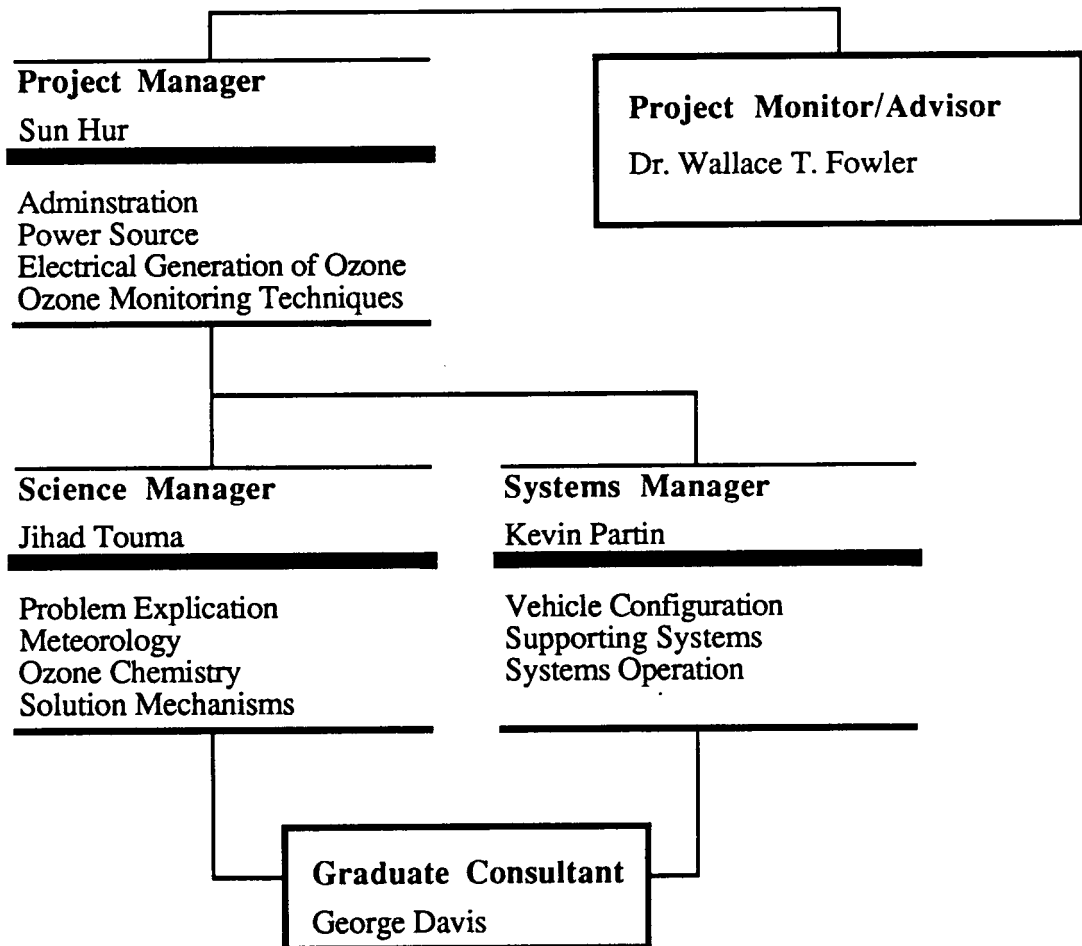 Project Manager
Sun Hur
Adminstration
Power Source
Electrical Generation of Ozone
Ozone Monitoring Techniques
Project Monitor/Advisor
Dr. Wallace T. Fowler
Science Manager
Jihad Touma
Problem Explication
Meteorology
Ozone Chemistry
Solution Mechanisms
Systems Manager
Kevin Partin
Vehicle Configuration
Supporting Systems
Systems Operation
Graduate Consultant
George Davis